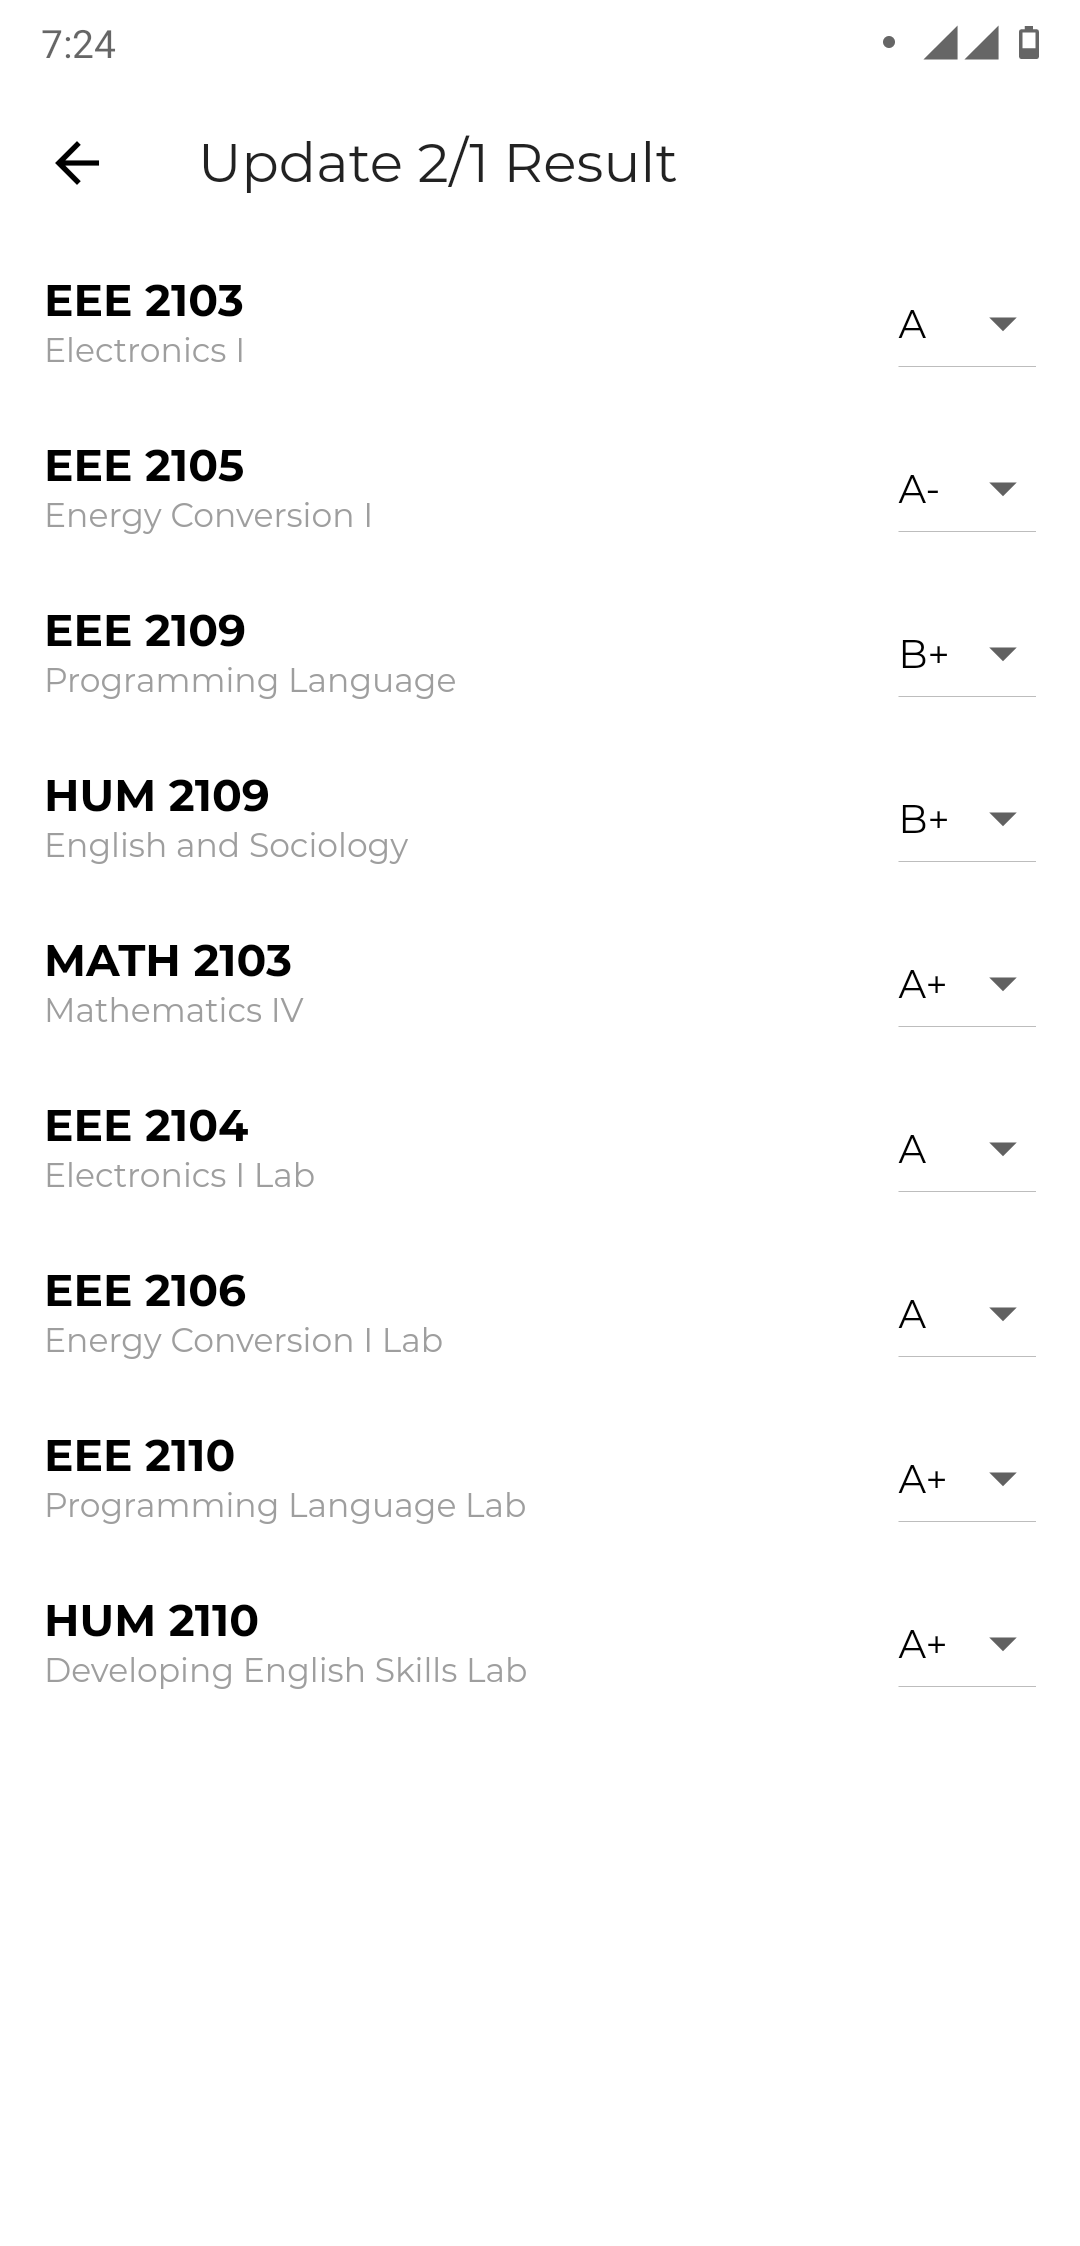 7:24
Update 2/1 Result
EEE 2103
Electronics I
A
EEE 2105
Energy Conversion I
A-
EEE 2109
Programming Language
B+
HUM 2109
English and Sociology
B+
MATH 2103
Mathematics IV
A+
EEE 2104
Electronics I Lab
A
EEE 2106
Energy Conversion I Lab
A
EEE 2110
Programming Language Lab
A+
HUM 2110
Developing English Skills Lab
A+